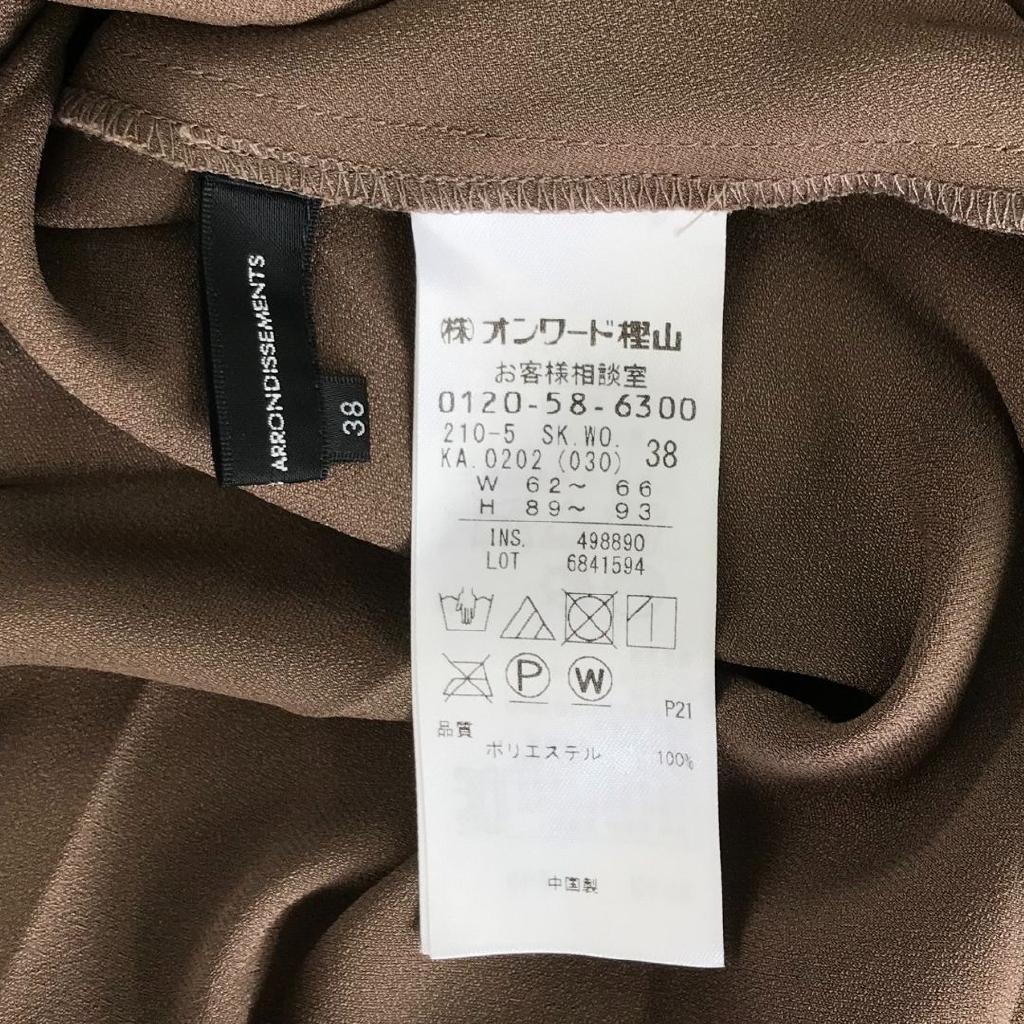 ARRONDISSEMENTS
38
㈱オンワード樫山
お客様相談室
0120-58-6300
210-5 SK.WO.
KA.0202 (030) 38
W 62～ 66
H 89～ 93
INS. 498890
LOT 6841594
P
W
P21
品質
ポリエステル 100%
中国製